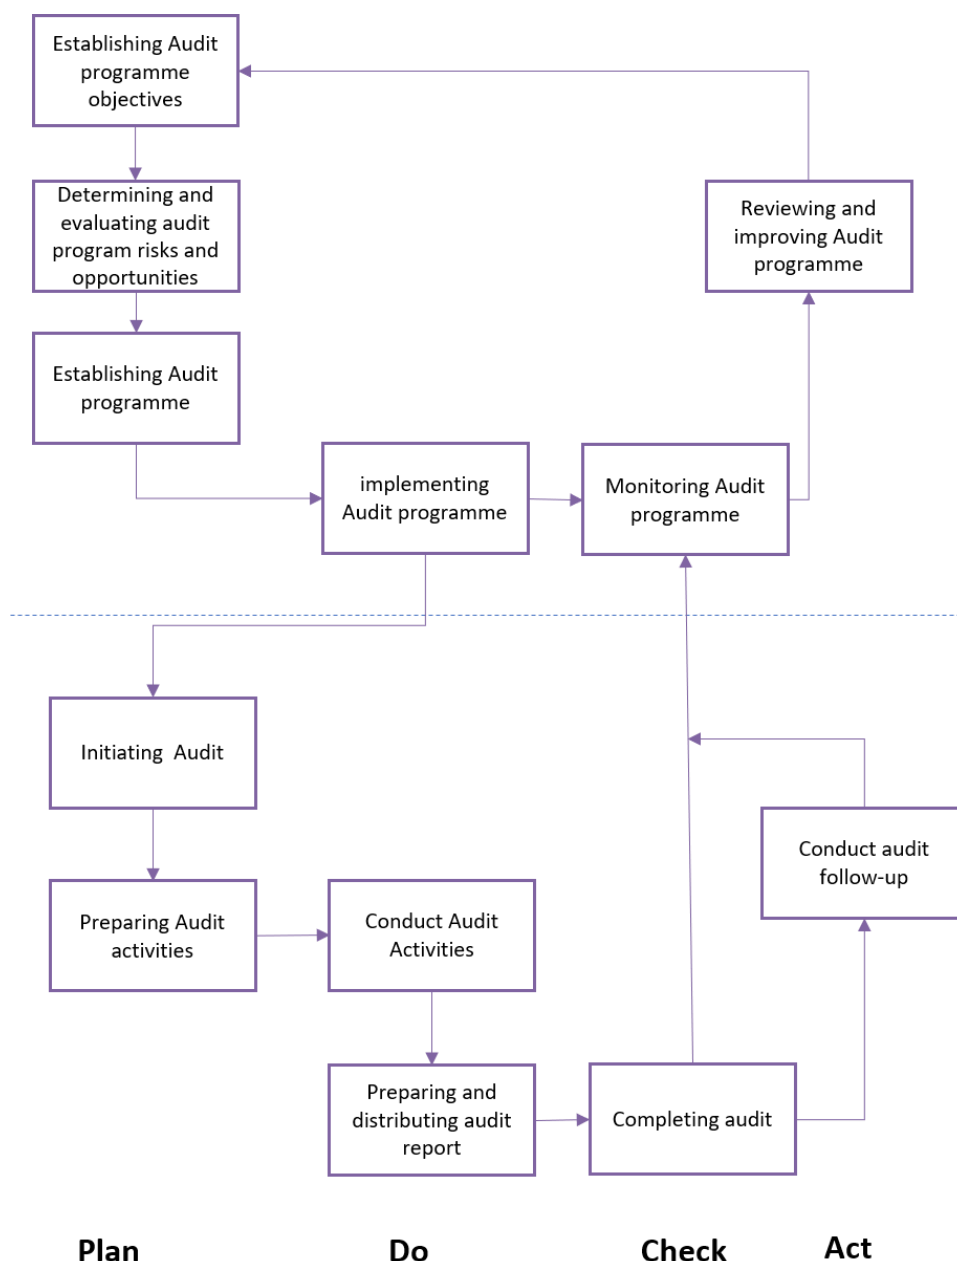 Establishing Audit
programme
objectives
Determining and
evaluating audit
program risks and
opportunities
Reviewing and
improving Audit
programme
Establishing Audit
programme
implementing
Audit programme
Monitoring Audit
programme
Initiating  Audit
Conduct audit
follow-up
Preparing Audit
activities
Conduct Audit
Activities
Preparing and
distributing audit
report
Completing audit
Plan
Do
Check
Act